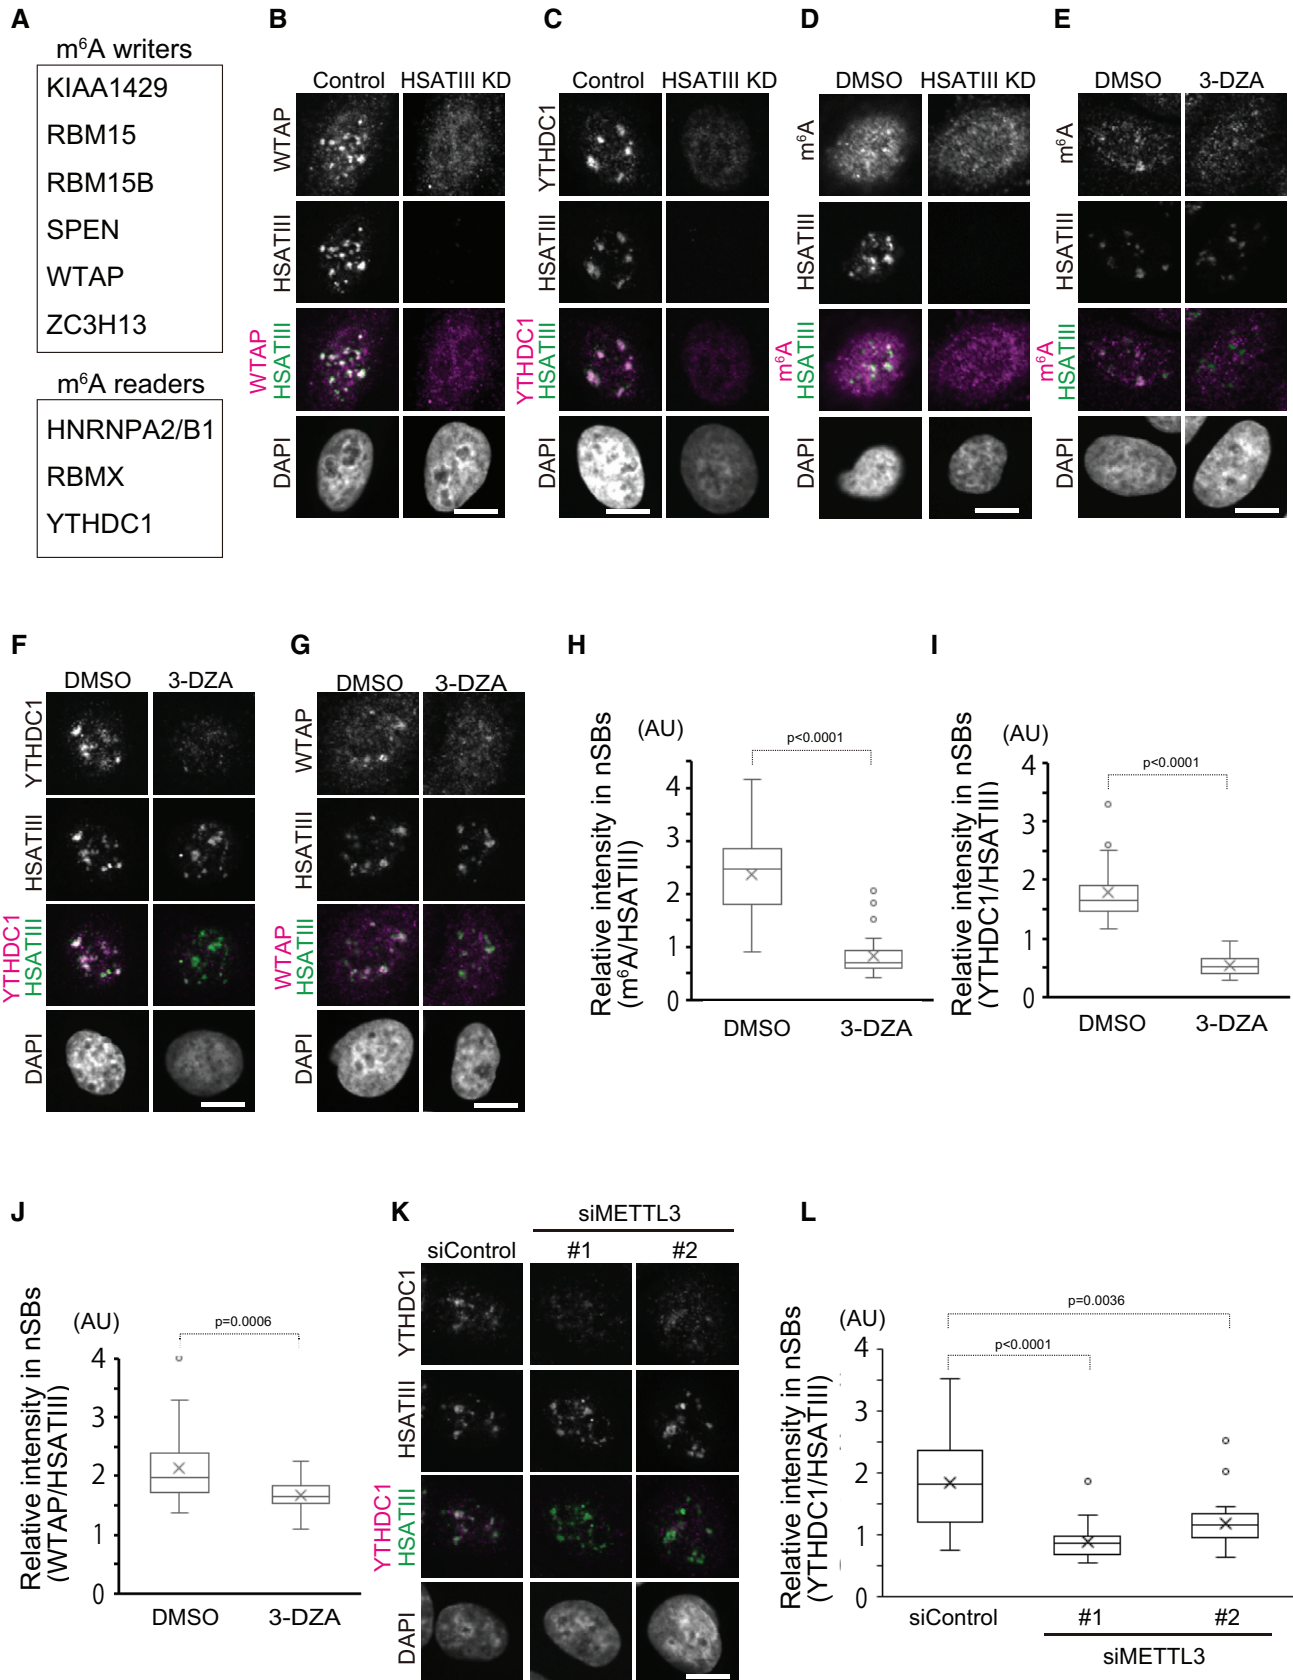 A
m⁶A writers
KIAA1429
RBM15
RBM15B
SPEN
WTAP
ZC3H13
m⁶A readers
HNRNPA2/B1
RBMX
YTHDC1
B
Control HSATIII KD
WTAP
HSATIII
WTAP
HSATIII
DAPI
C
Control HSATIII KD
YTHDC1
HSATIII
YTHDC1
HSATIII
DAPI
D
DMSO HSATIII KD
m⁶A
HSATIII
m⁶A
HSATIII
DAPI
E
DMSO 3-DZA
m⁶A
HSATIII
m⁶A
HSATIII
DAPI
F
DMSO 3-DZA
YTHDC1
HSATIII
YTHDC1
HSATIII
DAPI
G
DMSO 3-DZA
WTAP
HSATIII
WTAP
HSATIII
DAPI
H
(AU)
p<0.0001
Relative intensity in nSBs
(m⁶A/HSATIII)
4
3
2
1
0
DMSO 3-DZA
I
(AU)
p<0.0001
Relative intensity in nSBs
(YTHDC1/HSATIII)
4
3
2
1
0
DMSO 3-DZA
J
(AU)
p=0.0006
Relative intensity in nSBs
(WTAP/HSATIII)
4
3
2
1
0
DMSO 3-DZA
K
siMETTL3
siControl #1 #2
YTHDC1
HSATIII
YTHDC1
HSATIII
DAPI
L
(AU)
p=0.0036
p<0.0001
Relative intensity in nSBs
(YTHDC1/HSATIII)
4
3
2
1
0
siControl #1 #2
siMETTL3